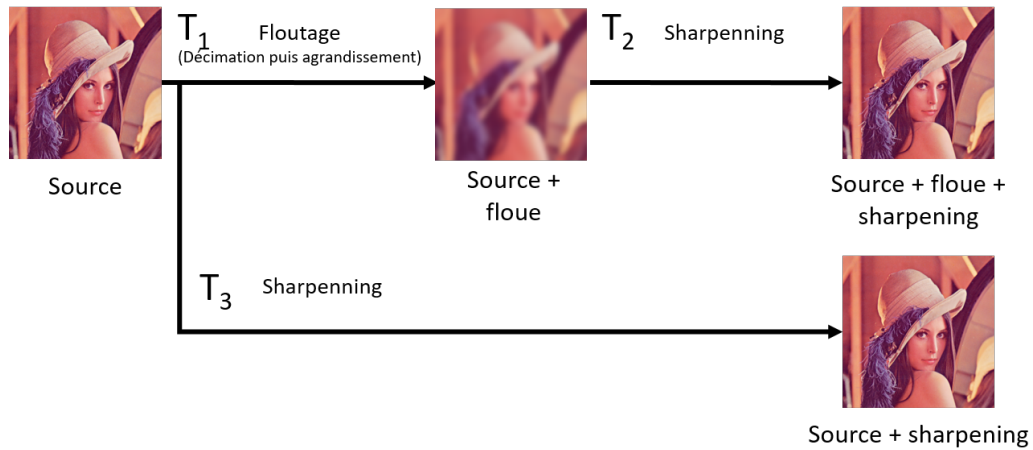 T1 Floutage
(Décimation puis agrandissement)
T2 Sharpenning
Source
Source +
floue
Source + floue +
sharpening
T3 Sharpenning
Source + sharpening